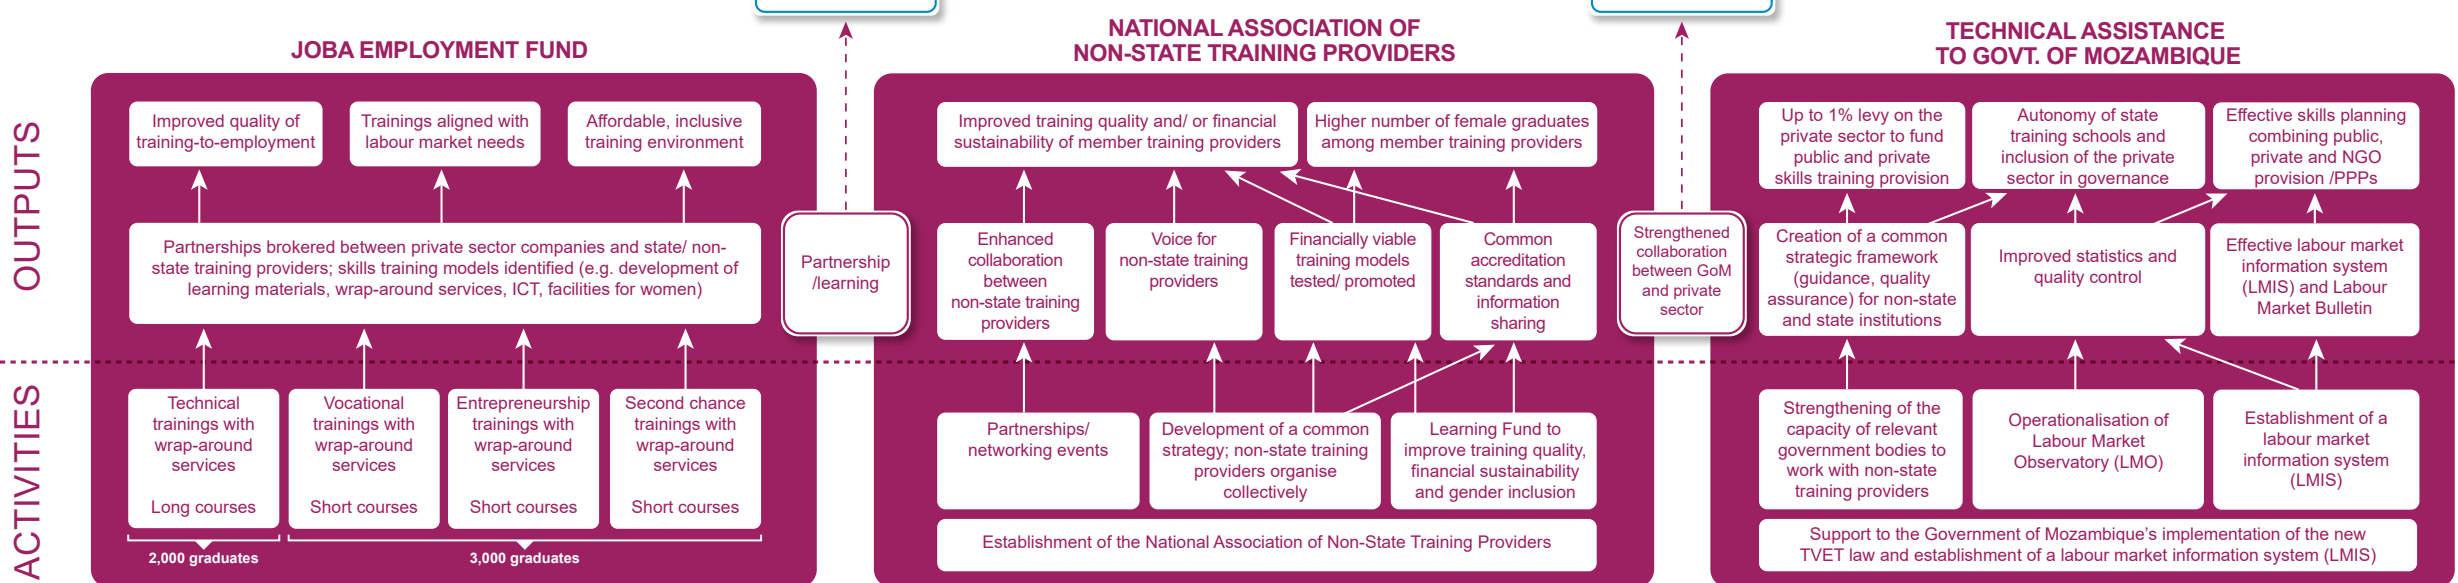 JOBA EMPLOYMENT FUND
NATIONAL ASSOCIATION OF
NON-STATE TRAINING PROVIDERS
TECHNICAL ASSISTANCE
TO GOVT. OF MOZAMBIQUE
OUTPUTS
Improved quality of
training-to-employment
Trainings aligned with
labour market needs
Affordable, inclusive
training environment
Partnerships brokered between private sector companies and state/ non-
state training providers; skills training models identified (e.g. development of
learning materials, wrap-around services, ICT, facilities for women)
Partnership
/learning
Improved training quality and/ or financial
sustainability of member training providers
Higher number of female graduates
among member training providers
Enhanced
collaboration
between
non-state training
providers
Voice for
non-state training
providers
Financially viable
training models
tested/ promoted
Common
accreditation
standards and
information
sharing
Strengthened
collaboration
between GoM
and private
sector
Up to 1% levy on the
private sector to fund
public and private
skills training provision
Autonomy of state
training schools and
inclusion of the private
sector in governance
Effective skills planning
combining public,
private and NGO
provision /PPPs
Creation of a common
strategic framework
(guidance, quality
assurance) for non-state
and state institutions
Improved statistics and
quality control
Effective labour market
information system
(LMIS) and Labour
Market Bulletin
ACTIVITIES
Technical
trainings with
wrap-around
services
Long courses
Vocational
trainings with
wrap-around
services
Short courses
Entrepreneurship
trainings with
wrap-around
services
Short courses
Second chance
trainings with
wrap-around
services
Short courses
2,000 graduates
3,000 graduates
Partnerships/
networking events
Development of a common
strategy; non-state training
providers organise
collectively
Learning Fund to
improve training quality,
financial sustainability
and gender inclusion
Establishment of the National Association of Non-State Training Providers
Strengthening of the
capacity of relevant
government bodies to
work with non-state
training providers
Operationalisation of
Labour Market
Observatory (LMO)
Establishment of a
labour market
information system
(LMIS)
Support to the Government of Mozambique's implementation of the new
TVET law and establishment of a labour market information system (LMIS)